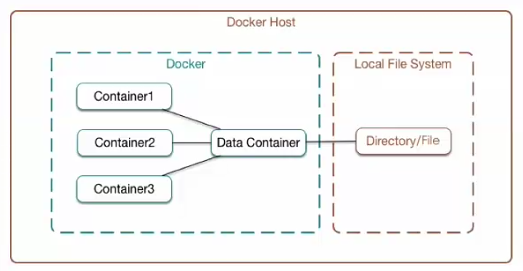 Docker Host
Docker
Local File System
Container1
Container2
Data Container
Directory/File
Container3